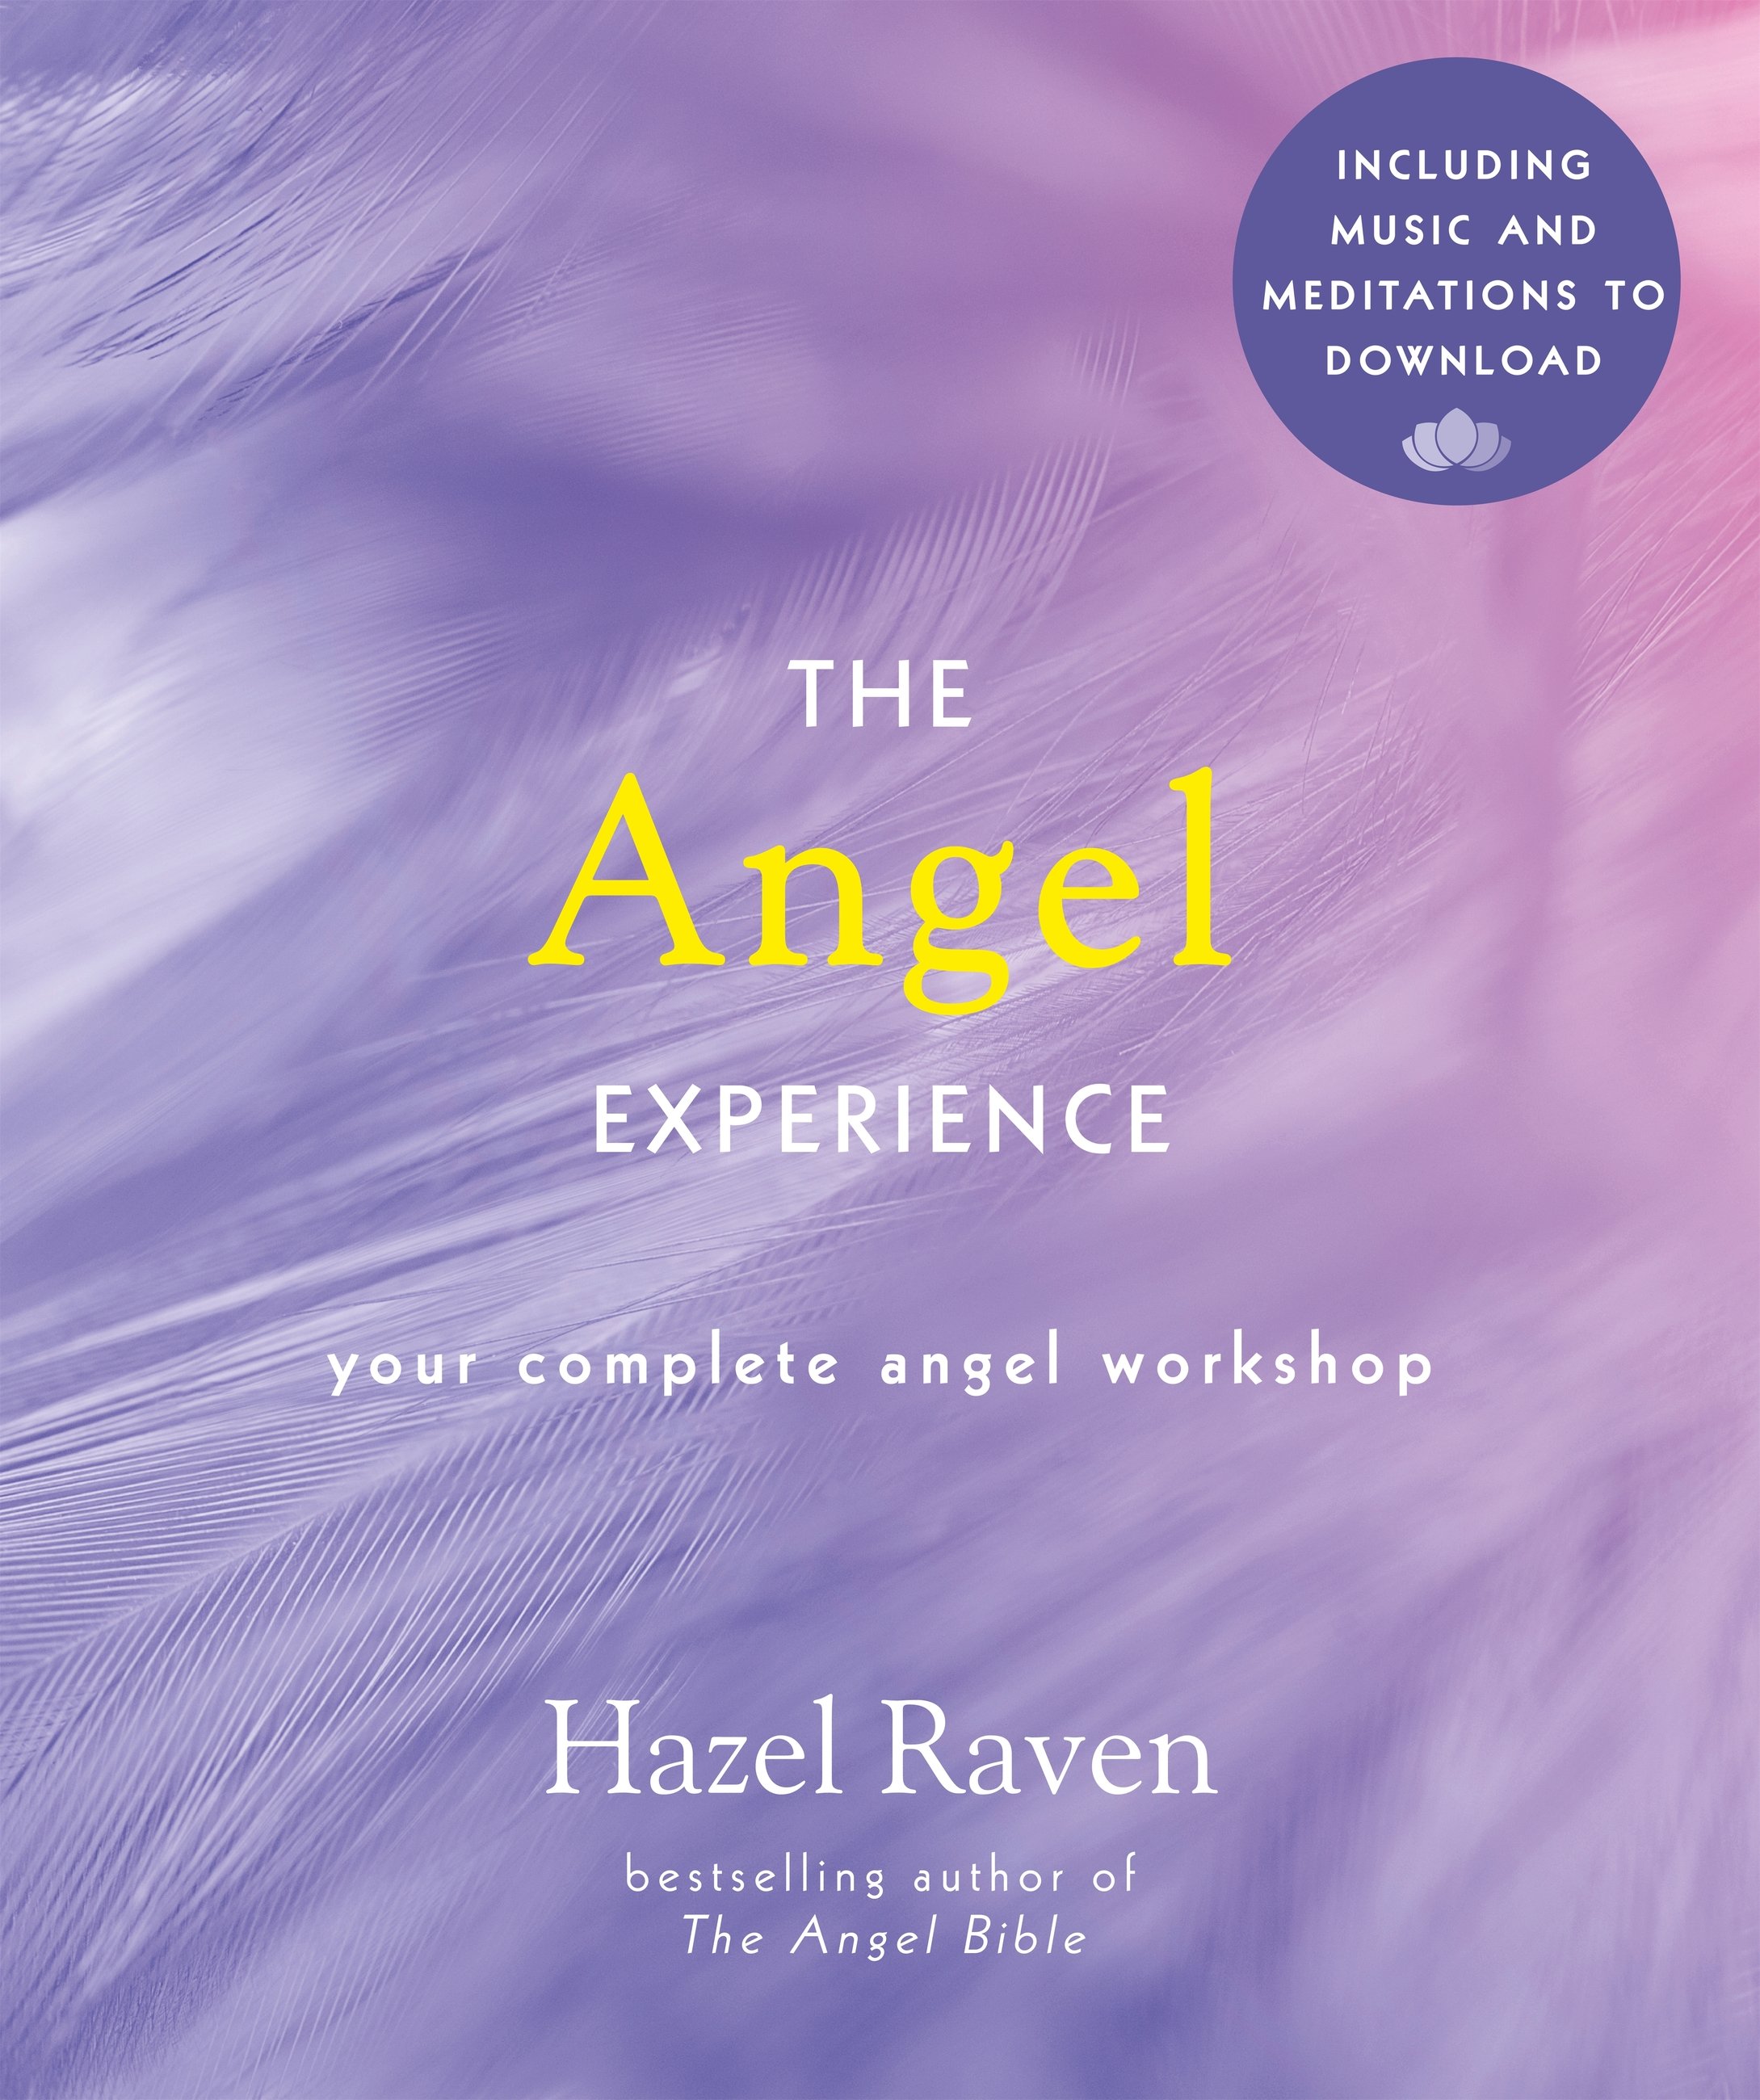 INCLUDING
MUSIC AND
MEDITATIONS TO
DOWNLOAD
THE
Angel
EXPERIENCE
your complete angel workshop
Hazel Raven
bestselling author of
The Angel Bible